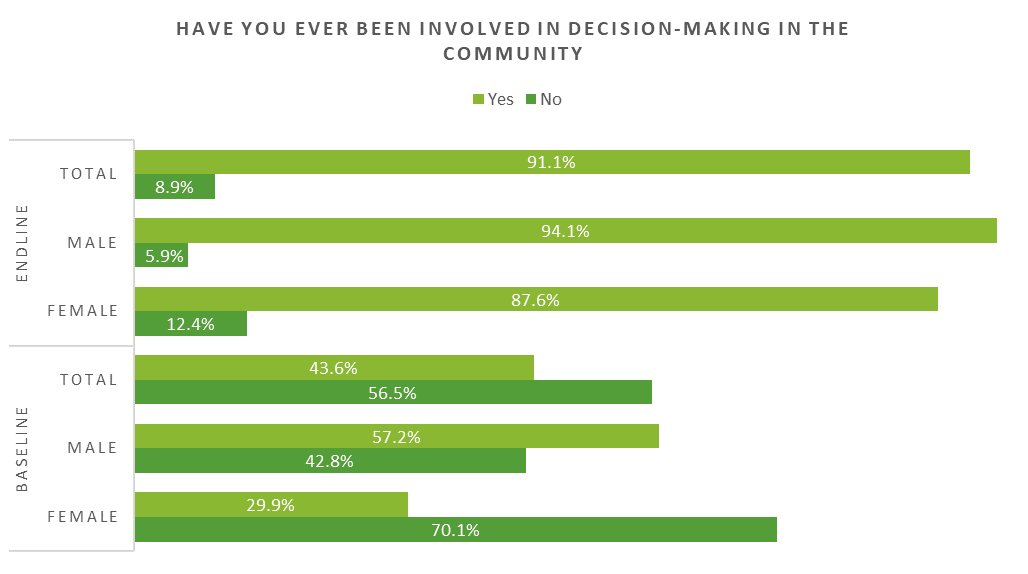 HAVE YOU EVER BEEN INVOLVED IN DECISION-MAKING IN THE
COMMUNITY
Yes No
ENDLINE
TOTAL
91.1%
8.9%
MALE
94.1%
5.9%
FEMALE
87.6%
12.4%
BASELINE
TOTAL
43.6%
56.5%
MALE
57.2%
42.8%
FEMALE
29.9%
70.1%